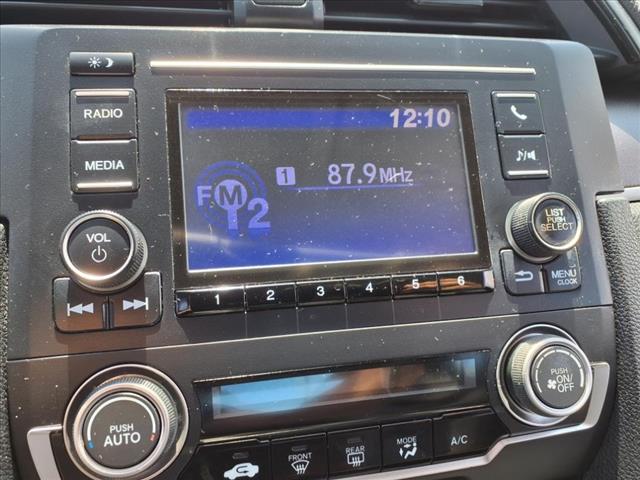 RADIO
MEDIA
12:10
FM2
1 87.9MHz
VOL
LIST
PUSH
SELECT
MENU
CLOCK
1 2 3 4 5 6
PUSH
AUTO
FRONT
REAR
MODE
A/C
PUSH
ON/
OFF